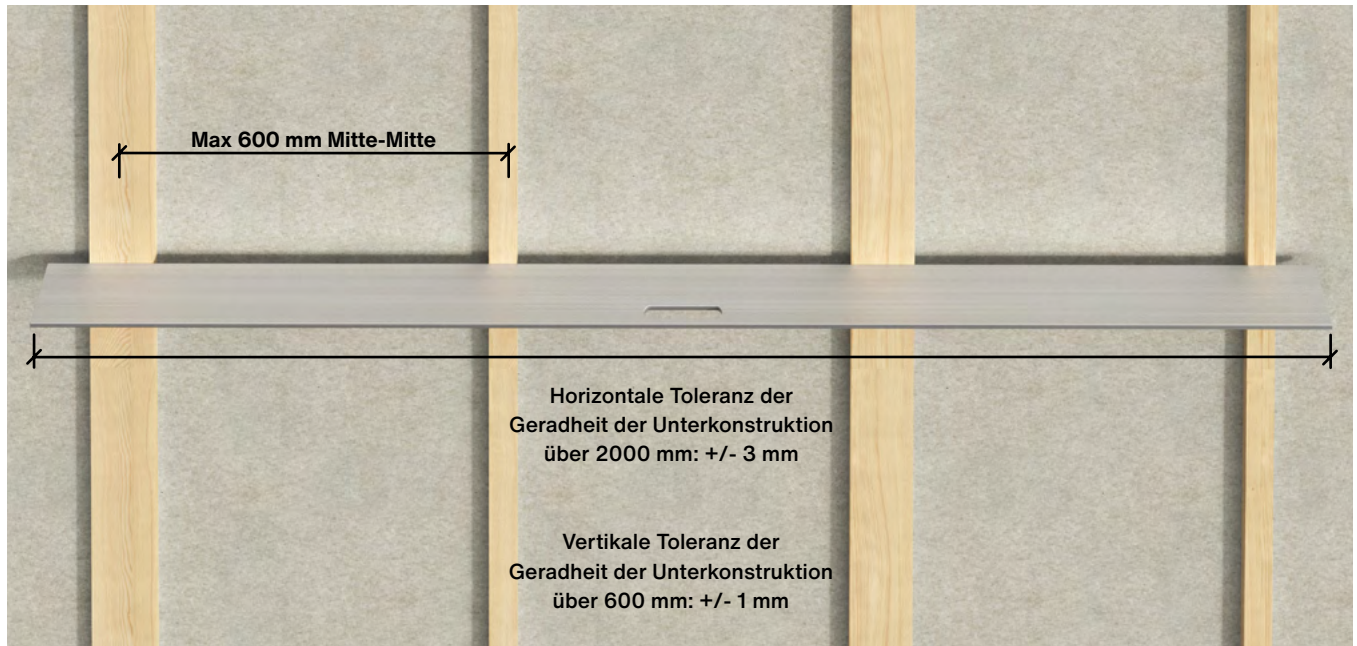 Max 600 mm Mitte-Mitte
Horizontale Toleranz der
Geradheit der Unterkonstruktion
über 2000 mm: +/- 3 mm
Vertikale Toleranz der
Geradheit der Unterkonstruktion
über 600 mm: +/- 1 mm